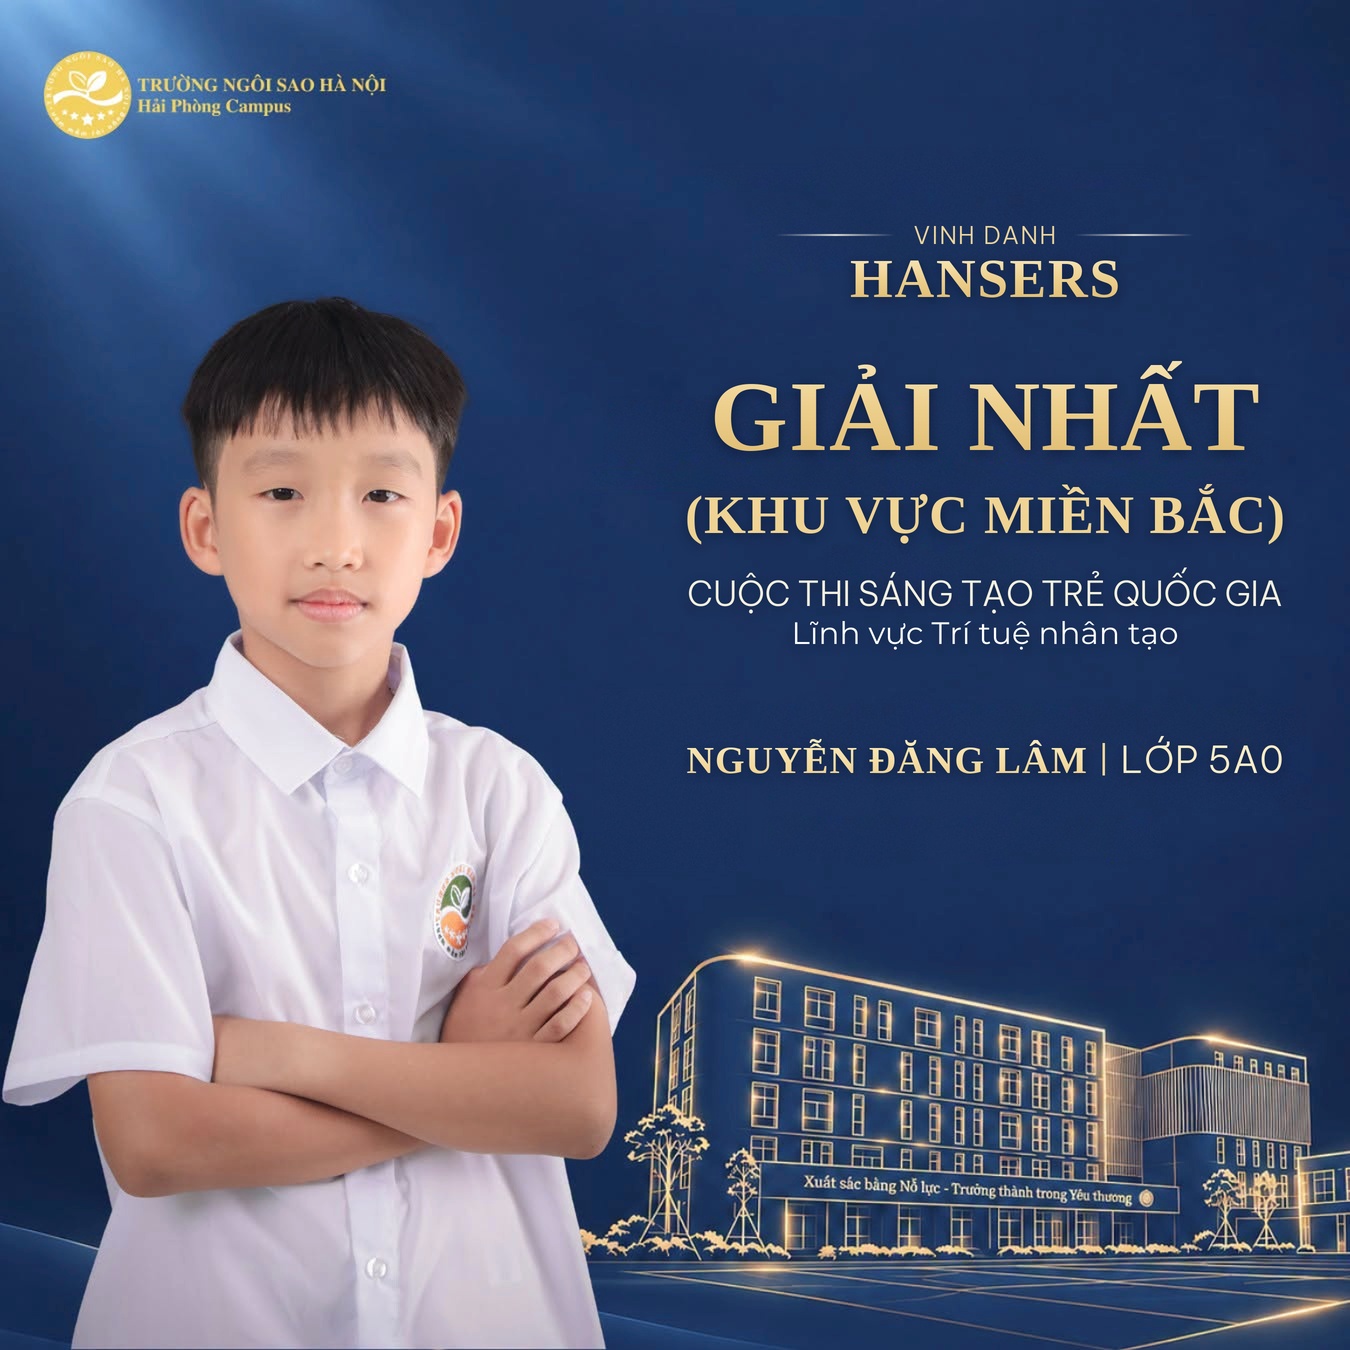 TRƯỜNG NGÔI SAO HÀ NỘI
Hải Phòng Campus
VINH DANH
HANSERS
GIẢI NHẤT
(KHU VỰC MIỀN BẮC)
CUỘC THI SÁNG TẠO TRẺ QUỐC GIA
Lĩnh vực Trí tuệ nhân tạo
NGUYỄN ĐĂNG LÂM | LỚP 5A0
Xuất sắc bằng Nỗ lực - Trưởng thành trong Yêu thương